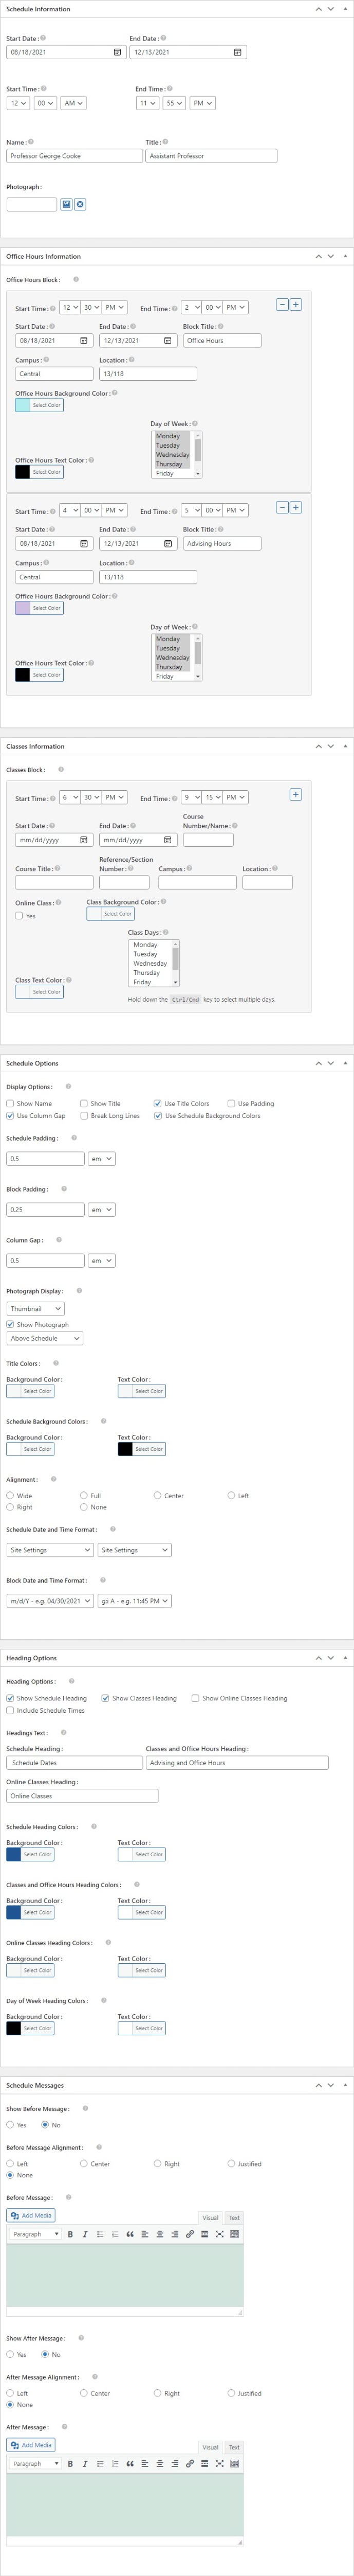 Schedule Information
Start Date : End Date :
08/18/2021 12/13/2021
Start Time : End Time :
12 00 AM 11 55 PM
Name : Title :
Professor George Cooke Assistant Professor
Photograph :
Office Hours Information
Office Hours Block :
Start Time : 12 30 PM End Time : 2 00 PM
Start Date : End Date : Block Title :
08/18/2021 12/13/2021 Office Hours
Campus : Location :
Central 13/118
Office Hours Background Color :
Select Color
Day of Week :
Monday
Tuesday
Wednesday
Thursday
Friday
Office Hours Text Color :
Select Color
Start Time : 4 00 PM End Time : 5 00 PM
Start Date : End Date : Block Title :
08/18/2021 12/13/2021 Advising Hours
Campus : Location :
Central 13/118
Office Hours Background Color :
Select Color
Day of Week :
Monday
Tuesday
Wednesday
Thursday
Friday
Office Hours Text Color :
Select Color
Classes Information
Classes Block :
Start Time : 6 30 PM End Time : 9 15 PM
Start Date : End Date : Course Number/Name :
mm/dd/yyyy mm/dd/yyyy
Course Title : Reference/Section Number : Campus : Location :
Online Class : Class Background Color :
Yes Select Color
Class Days :
Monday
Tuesday
Wednesday
Thursday
Friday
Class Text Color :
Select Color
Hold down the Ctrl/Cmd key to select multiple days.
Schedule Options
Display Options :
Show Name Show Title Use Title Colors Use Padding
Use Column Gap Break Long Lines Use Schedule Background Colors
Schedule Padding :
0.5 em
Block Padding :
0.25 em
Column Gap :
0.5 em
Photograph Display :
Thumbnail
Show Photograph
Above Schedule
Title Colors :
Background Color : Text Color :
Select Color Select Color
Schedule Background Colors :
Background Color : Text Color :
Select Color Select Color
Alignment :
Wide Full Center Left
Right None
Schedule Date and Time Format :
Site Settings Site Settings
Block Date and Time Format :
m/d/Y - e.g. 04/30/2021 g:i A - e.g. 11:45 PM
Heading Options
Heading Options :
Show Schedule Heading Show Classes Heading Show Online Classes Heading
Include Schedule Times
Headings Text :
Schedule Heading : Classes and Office Hours Heading :
Schedule Dates Advising and Office Hours
Online Classes Heading :
Online Classes
Schedule Heading Colors :
Background Color : Text Color :
Select Color Select Color
Classes and Office Hours Heading Colors :
Background Color : Text Color :
Select Color Select Color
Online Classes Heading Colors :
Background Color : Text Color :
Select Color Select Color
Day of Week Heading Colors :
Background Color : Text Color :
Select Color Select Color
Schedule Messages
Show Before Message :
Yes No
Before Message Alignment :
Left Center Right Justified
None
Before Message :
Add Media
Visual Text
Paragraph
Show After Message :
Yes No
After Message Alignment :
Left Center Right Justified
None
After Message :
Add Media
Visual Text
Paragraph